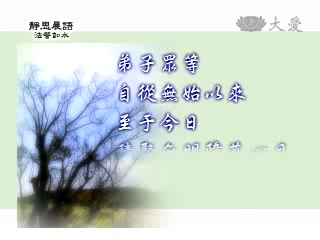 靜思晨語
法譬如水
大愛
弟子眾等
自從無始以來
至于今日